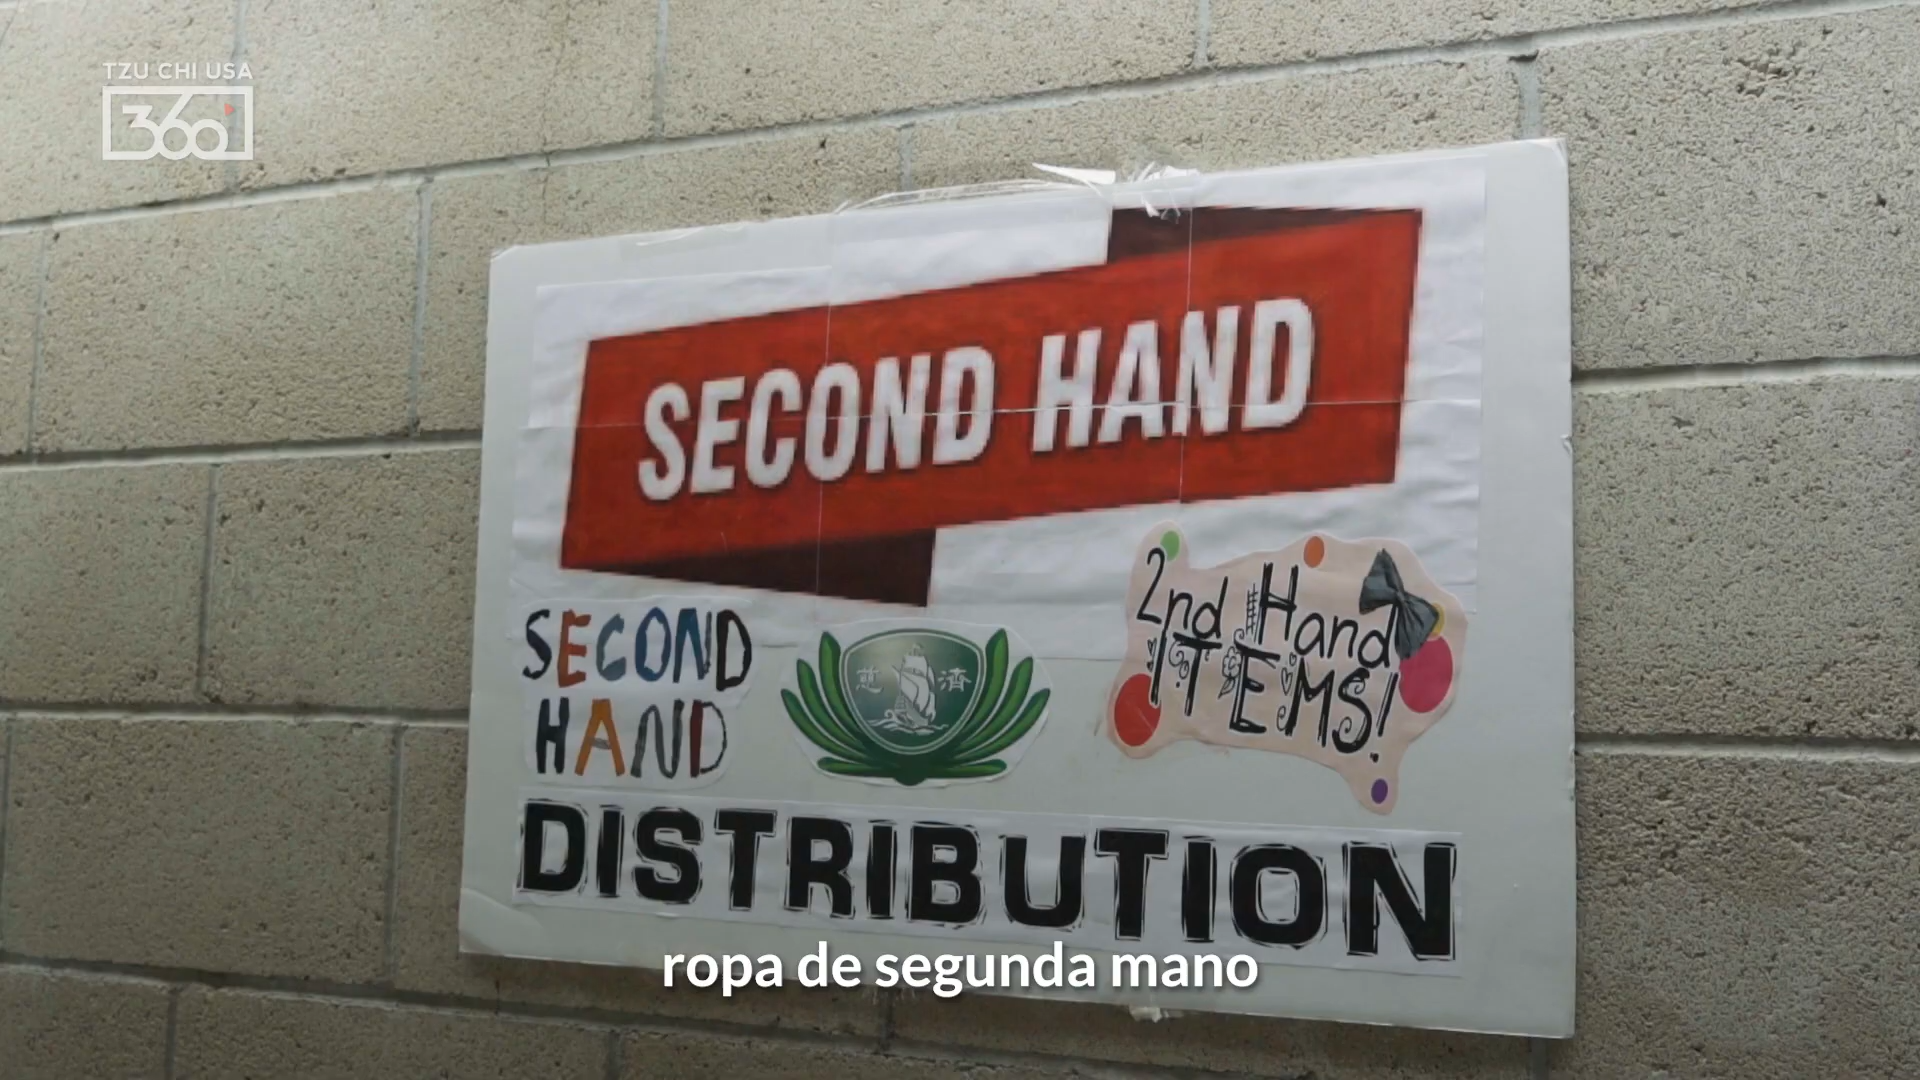 TZU CHI USA
360
SECOND HAND
SECOND
HAND
慈 濟
2nd Hand
ITEMS!
DISTRIBUTION
ropa de segunda mano